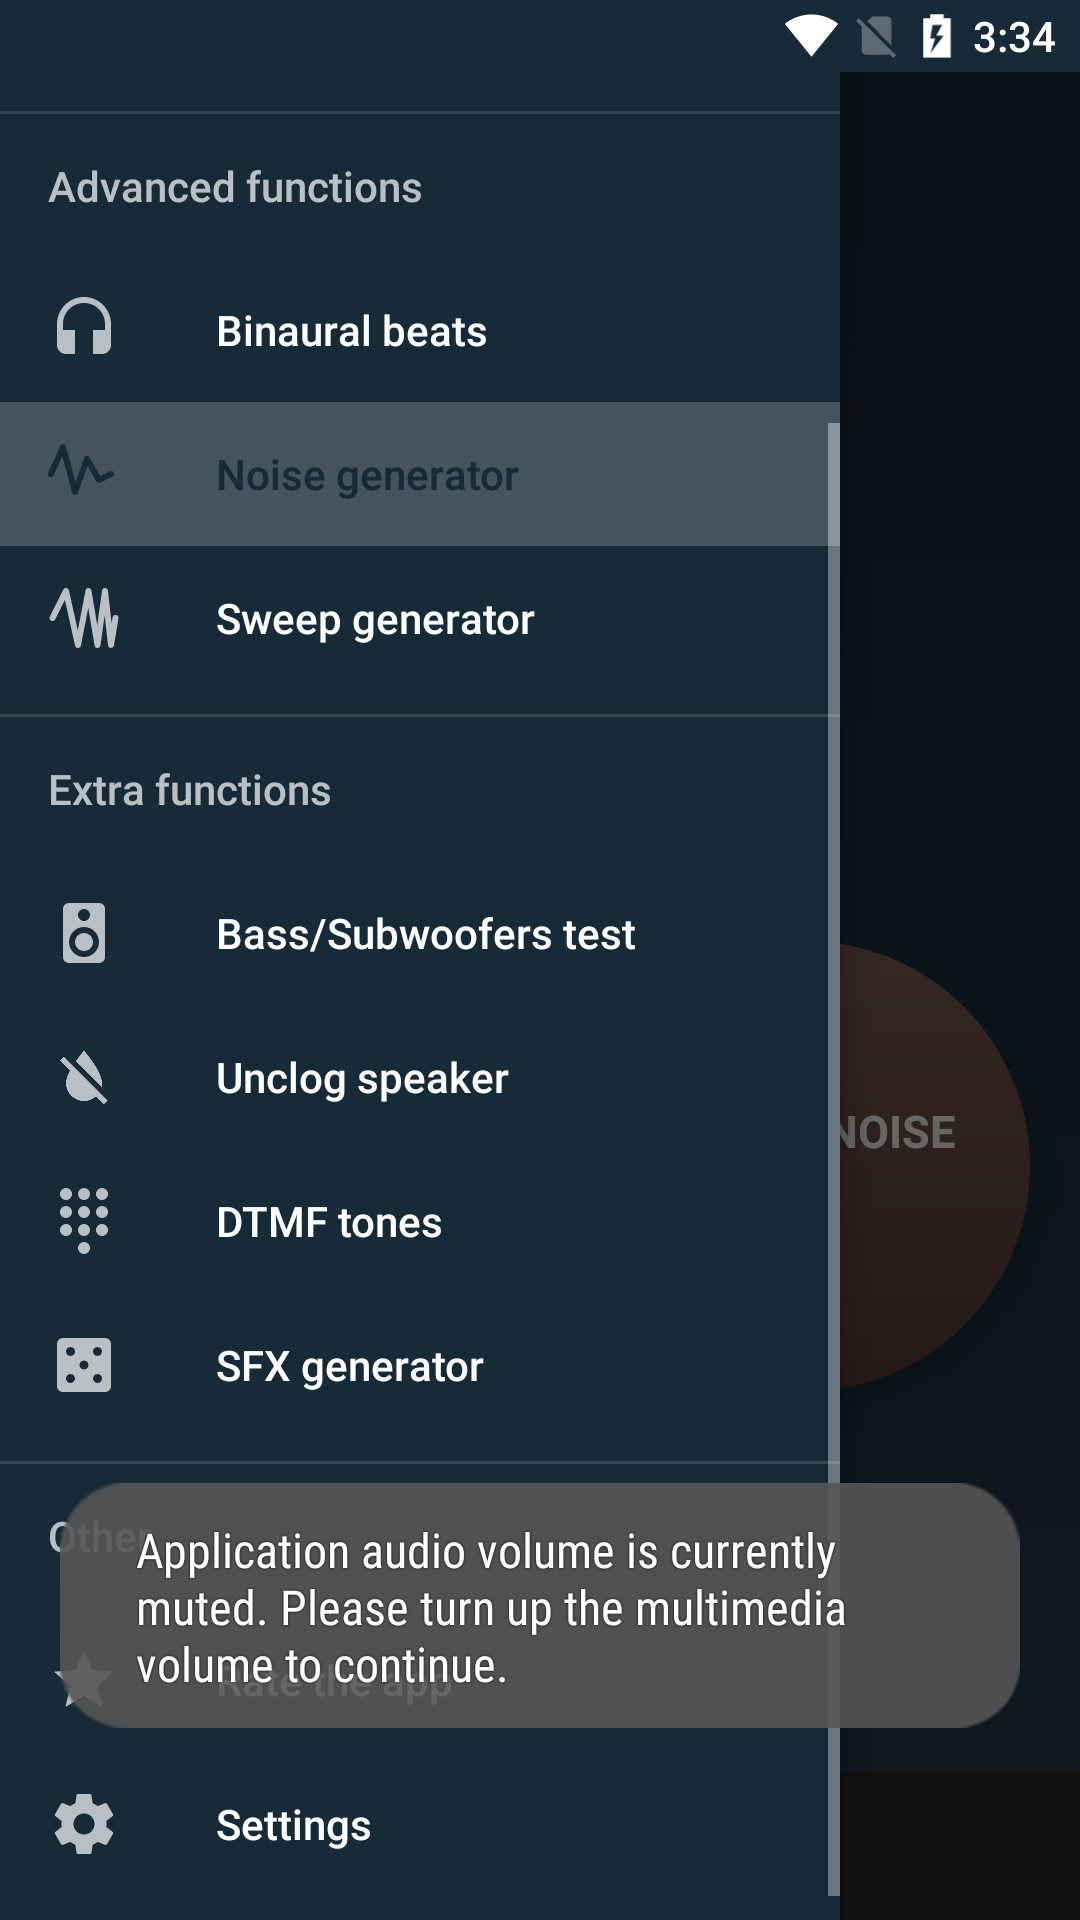 3:34
Advanced functions
Binaural beats
Noise generator
Sweep generator
Extra functions
Bass/Subwoofers test
Unclog speaker
NOISE
DTMF tones
SFX generator
Other
Application audio volume is currently
muted. Please turn up the multimedia
volume to continue.
Rate the app
Settings